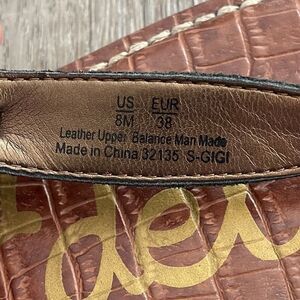 US EUR
8M 38
Leather Upper Balance Man Made
Made in China 32135 S-GIGI